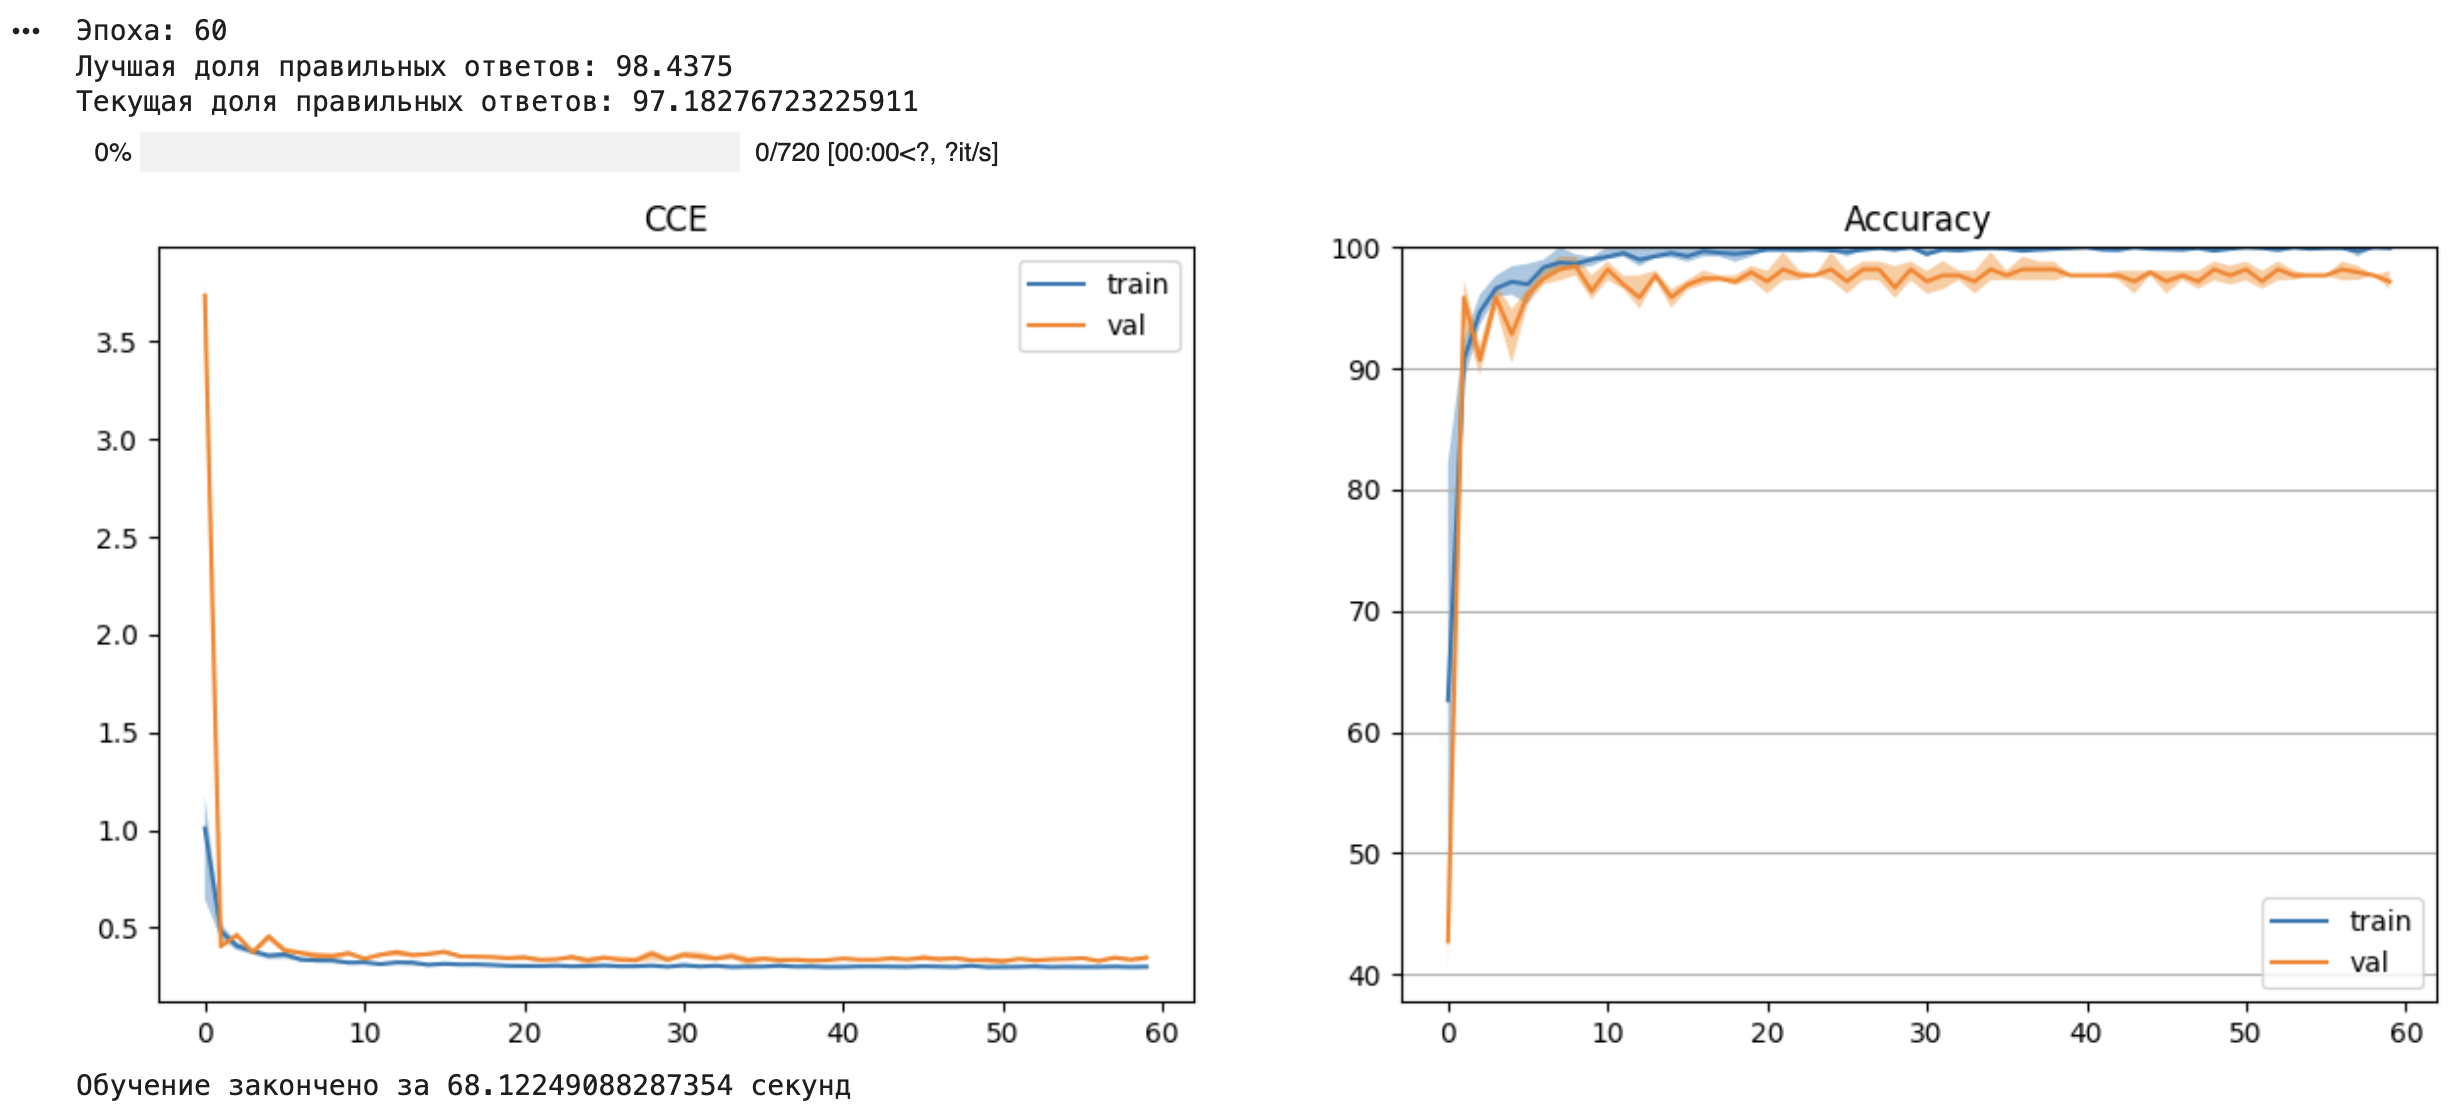 ••• Эпоха: 60
Лучшая доля правильных ответов: 98.4375
Текущая доля правильных ответов: 97.18276723225911
0% 0/720 [00:00<?, ?it/s]
CCE
train
val
3.5
3.0
2.5
2.0
1.5
1.0
0.5
0 10 20 30 40 50 60
Accuracy
100
90
80
70
60
50
40
train
val
0 10 20 30 40 50 60
Обучение закончено за 68.12249088287354 секунд